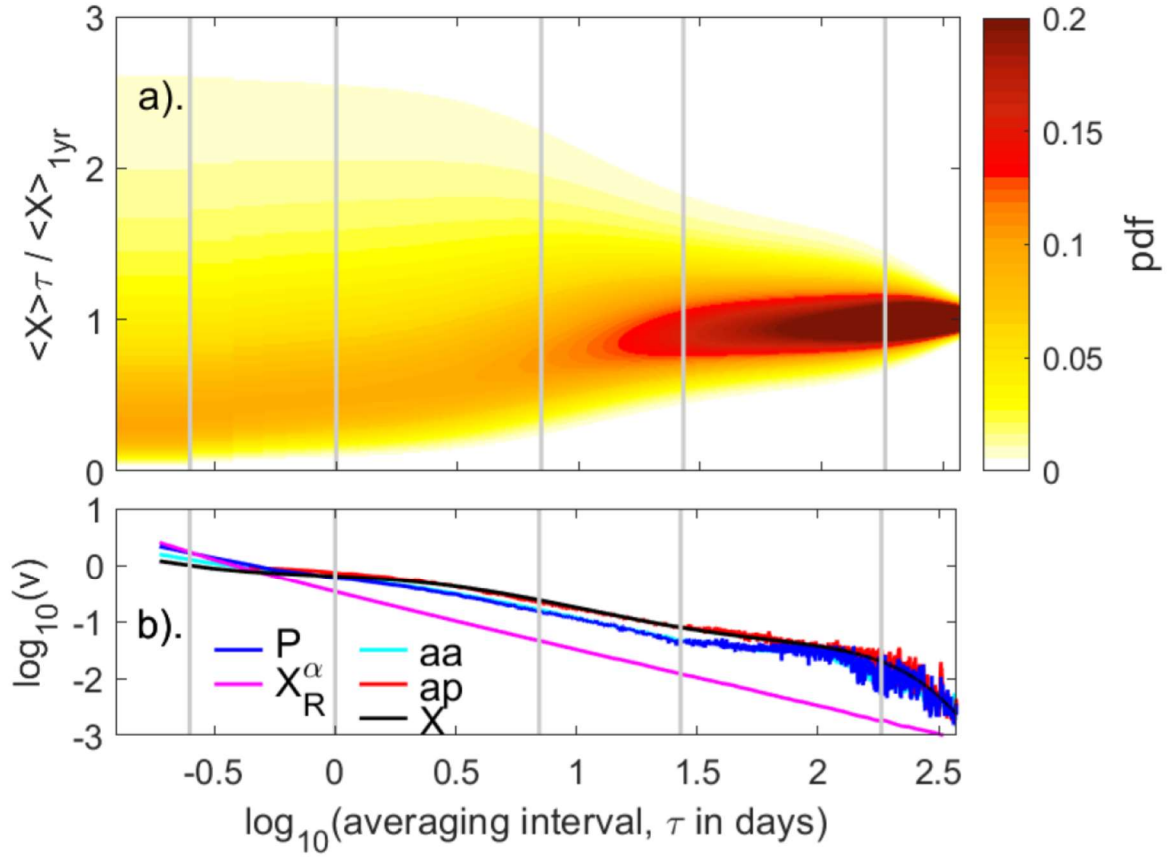 3
2
1
0
a).
<X>τ / <X>1yr
0.2
0.15
0.1
0.05
0
pdf
1
0
-1
-2
-3
log10(v)
b).
P
aa
XRα
ap
X
-0.5
0
0.5
1
1.5
2
2.5
log10(averaging interval, τ in days)